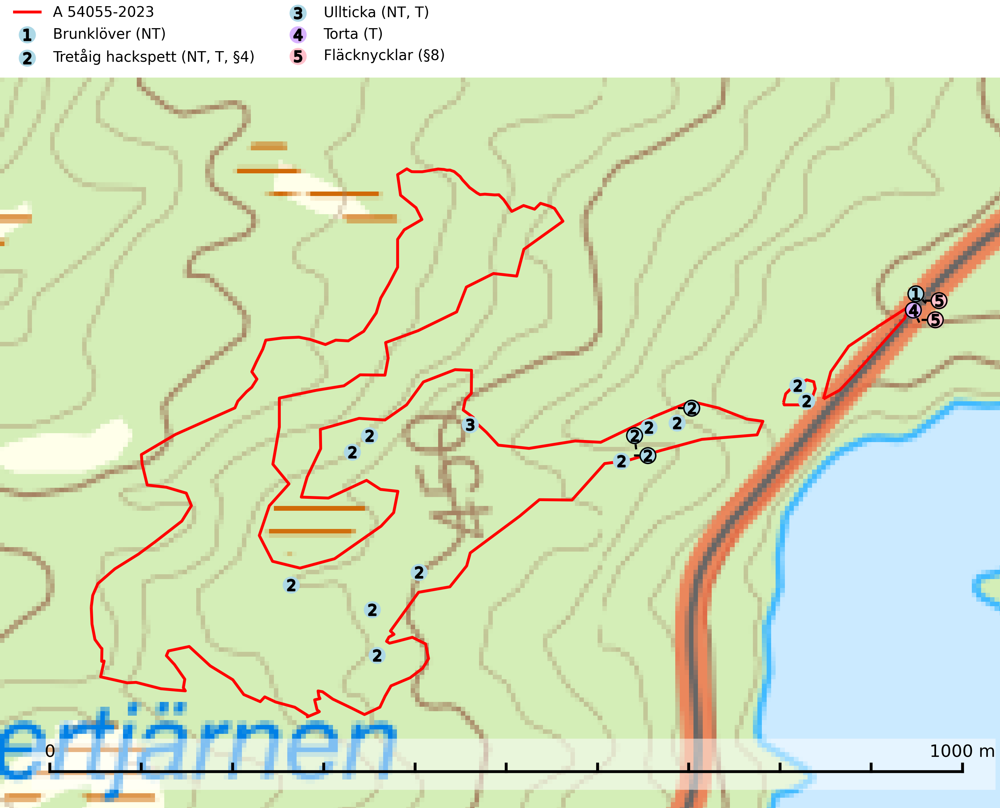 A 54055-2023
1 Brunklöver (NT)
2 Tretåig hackspett (NT, T, §4)
3 Ullticka (NT, T)
4 Torta (T)
5 Fläcknycklar (§8)
1
5
4
5
2
2
2
2
2
3
2
2
2
2
2
2
2
2
2
450
ertjärnen
0
1000 m